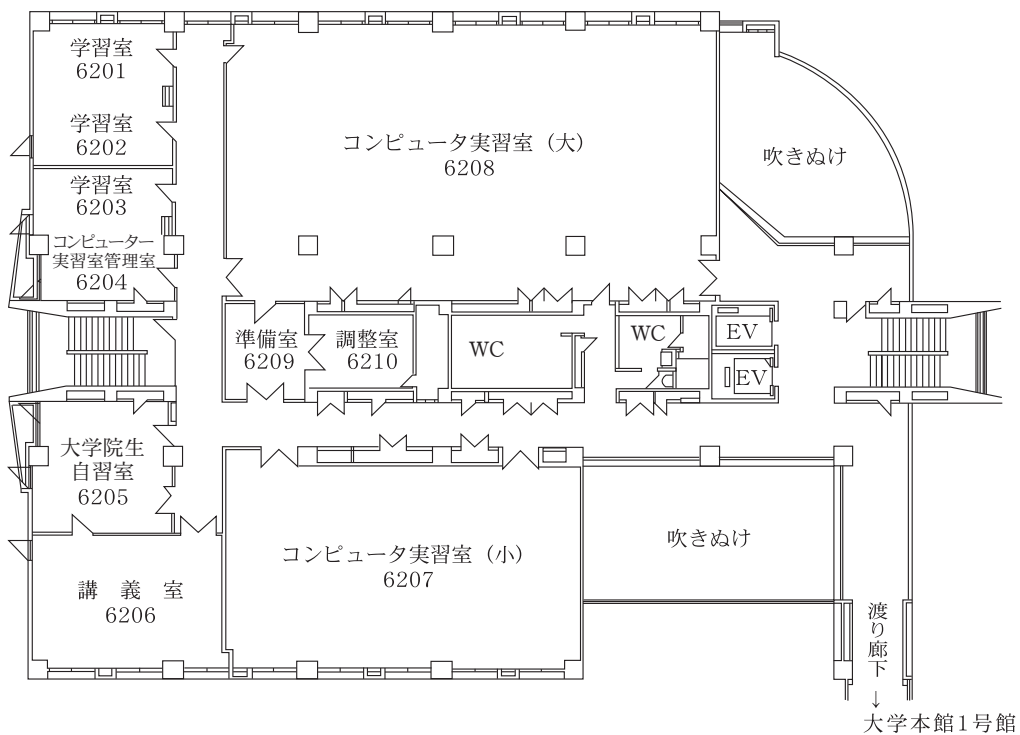 学習室
6201
学習室
6202
学習室
6203
コンピューター
実習室管理室
6204
コンピュータ実習室（大）
6208
吹きぬけ
準備室
6209
調整室
6210
WC
WC
EV
EV
大学院生
自習室
6205
講義室
6206
コンピュータ実習室（小）
6207
吹きぬけ
渡り廊下
↓
大学本館1号館